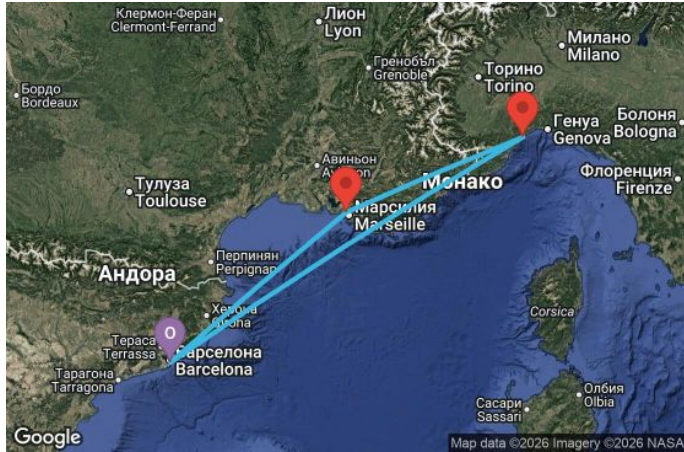 Клермон-Феран
Clermont-Ferrand
Лион
Lyon
Милано
Milano
Гренобъл
Grenoble
Торино
Torino
Бордо
Bordeaux
Генуа
Genova
Болоня
Bologna
Авиньон
Монако
Флоренция
Firenze
Тулуза
Toulouse
Марсилия
Marseille
Перпинян
Perpignan
Андора
Corsica
Тераса
Terrassa
O
Барселона
Barcelona
Тарагона
Tarragona
Олбия
Olbia
Сасари
Sassari
Google
Map data ©2026 Imagery ©2026 NASA